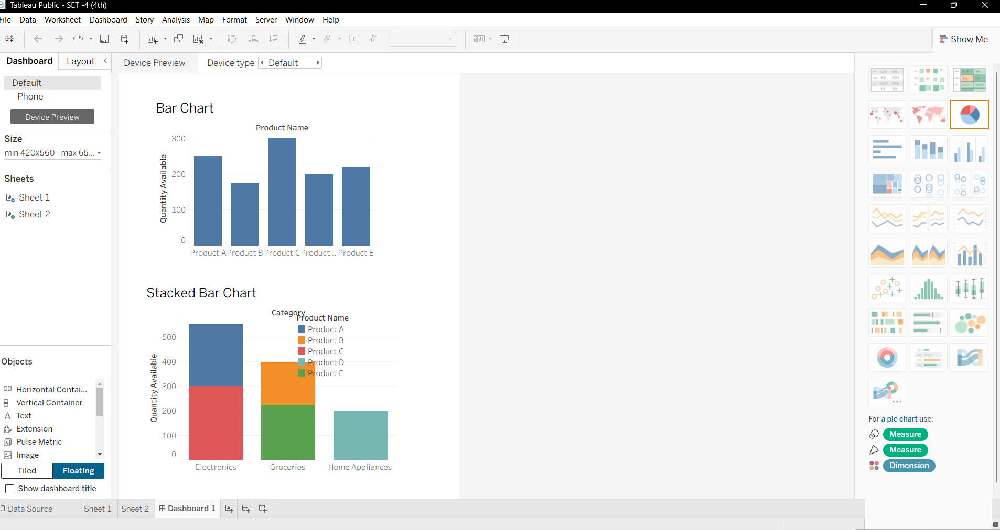 Tableau Public - SET -4 (4th)
File Data Worksheet Dashboard Story Analysis Map Format Server Window Help
Show Me
Dashboard Layout
Device Preview Device type Default
Default
Phone
Device Preview
Size
min 420x560 - max 65...
Sheets
Sheet 1
Sheet 2
Objects
Horizontal Contai...
Vertical Container
Text
Extension
Pulse Metric
Image
Tiled Floating
Show dashboard title
Bar Chart
Product Name
Quantity Available
300
200
100
0
Product A Product B Product C Product .. Product E
Stacked Bar Chart
Category
Product Name
Product A
Product B
Product C
Product D
Product E
Quantity Available
500
400
300
200
100
0
Electronics Groceries Home Appliances
For a pie chart use:
Measure
Measure
Dimension
Data Source Sheet 1 Sheet 2 Dashboard 1